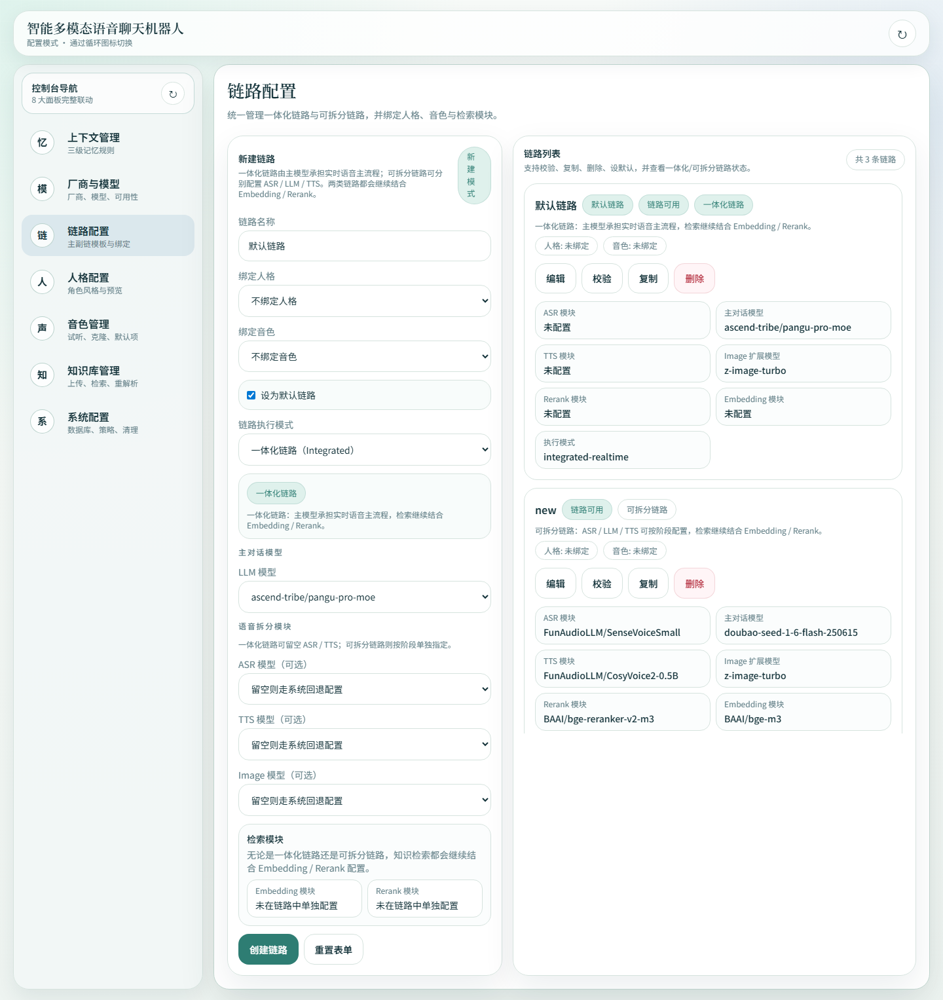 智能多模态语音聊天机器人
配置模式 · 通过循环图标切换
↻
控制台导航
8 大面板完整联动
↻
忆
上下文管理
三级记忆规则
模
厂商与模型
厂商、模型、可用性
链
链路配置
主副链模板与绑定
人
人格配置
角色风格与预览
声
音色管理
试听、克隆、默认项
知
知识库管理
上传、检索、重解析
系
系统配置
数据库、策略、清理
链路配置
统一管理一体化链路与可拆分链路，并绑定人格、音色与检索模块。
新建链路
一体化链路由主模型承担实时语音主流程；可拆分链路可分
别配置 ASR / LLM / TTS。两类链路都会继续结合
Embedding / Rerank。
新
建
模
式
链路名称
默认链路
绑定人格
不绑定人格
绑定音色
不绑定音色
设为默认链路
链路执行模式
一体化链路（Integrated）
一体化链路
一体化链路：主模型承担实时语音主流程，检索继续结合
Embedding / Rerank。
主对话模型
LLM 模型
ascend-tribe/pangu-pro-moe
语音拆分模块
一体化链路可留空 ASR / TTS；可拆分链路则按阶段单独指定。
ASR 模型（可选）
留空则走系统回退配置
TTS 模型（可选）
留空则走系统回退配置
Image 模型（可选）
留空则走系统回退配置
检索模块
无论是一体化链路还是可拆分链路，知识检索都会继续结
合 Embedding / Rerank 配置。
Embedding 模块
未在链路中单独配置
Rerank 模块
未在链路中单独配置
创建链路
重置表单
链路列表
支持校验、复制、删除、设默认，并查看一体化/可拆分链路状态。
共 3 条链路
默认链路
默认链路
链路可用
一体化链路
一体化链路：主模型承担实时语音主流程，检索继续结合 Embedding / Rerank。
人格: 未绑定
音色: 未绑定
编辑
校验
复制
删除
ASR 模块
未配置
主对话模型
ascend-tribe/pangu-pro-moe
TTS 模块
未配置
Image 扩展模型
z-image-turbo
Rerank 模块
未配置
Embedding 模块
未配置
执行模式
integrated-realtime
new
链路可用
可拆分链路
可拆分链路：ASR / LLM / TTS 可按阶段配置，检索继续结合 Embedding / Rerank。
人格: 未绑定
音色: 未绑定
编辑
校验
复制
删除
ASR 模块
FunAudioLLM/SenseVoiceSmall
主对话模型
doubao-seed-1-6-flash-250615
TTS 模块
FunAudioLLM/CosyVoice2-0.5B
Image 扩展模型
z-image-turbo
Rerank 模块
BAAI/bge-reranker-v2-m3
Embedding 模块
BAAI/bge-m3